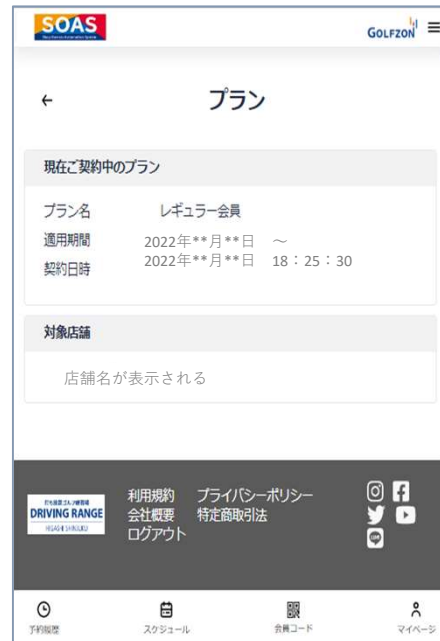 SOAS
GOLFZON
プラン
現在ご契約中のプラン
プラン名 レギュラー会員
適用期間 2022年**月**日 ～
契約日時 2022年**月**日 18：25：30
対象店舗
店舗名が表示される
DRIVING RANGE
HIGASHI SHINJUKU
利用規約 プライバシーポリシー
会社概要 特定商取引法
ログアウト
LINE
予約履歴 スケジュール 会員コード マイページ